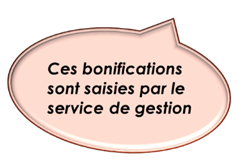 Ces bonifications
sont saisies par le
service de gestion